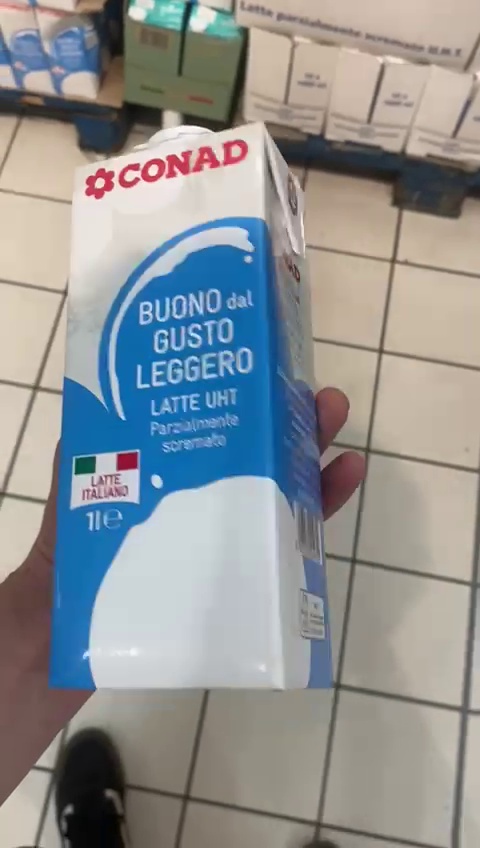 Latte parzialmente scremato U.H.T.
CONAD
BUONO dal
GUSTO
LEGGERO
LATTE UHT
Parzialmente
scremato
LATTE
ITALIANO
1l e